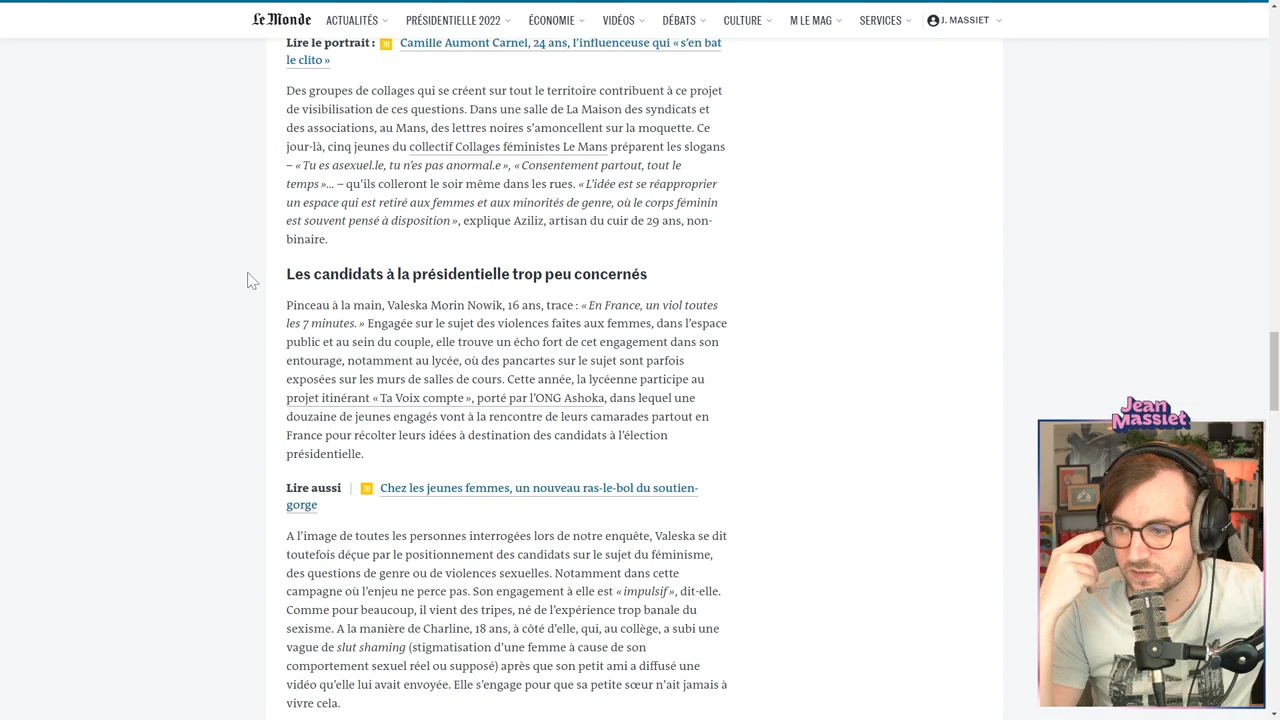 Le Monde ACTUALITÉS PRÉSIDENTIELLE 2022 ÉCONOMIE VIDÉOS DÉBATS CULTURE M LE MAG SERVICES J. MASSIET
Lire le portrait : Camille Aumont Carnel, 24 ans, l’influenceuse qui « s’en bat
le clito »
Des groupes de collages qui se créent sur tout le territoire contribuent à ce projet
de visibilisation de ces questions. Dans une salle de La Maison des syndicats et
des associations, au Mans, des lettres noires s’amoncellent sur la moquette. Ce
jour-là, cinq jeunes du collectif Collages féministes Le Mans préparent les slogans
– « Tu es asexuel.le, tu n’es pas anormal.e », « Consentement partout, tout le
temps »… – qu’ils colleront le soir même dans les rues. « L’idée est se réapproprier
un espace qui est retiré aux femmes et aux minorités de genre, où le corps féminin
est souvent pensé à disposition », explique Aziliz, artisan du cuir de 29 ans, non-
binaire.
Les candidats à la présidentielle trop peu concernés
Pinceau à la main, Valeska Morin Nowik, 16 ans, trace : « En France, un viol toutes
les 7 minutes. » Engagée sur le sujet des violences faites aux femmes, dans l’espace
public et au sein du couple, elle trouve un écho fort de cet engagement dans son
entourage, notamment au lycée, où des pancartes sur le sujet sont parfois
exposées sur les murs de salles de cours. Cette année, la lycéenne participe au
projet itinérant « Ta Voix compte », porté par l’ONG Ashoka, dans lequel une
douzaine de jeunes engagés vont à la rencontre de leurs camarades partout en
France pour récolter leurs idées à destination des candidats à l’élection
présidentielle.
Lire aussi | Chez les jeunes femmes, un nouveau ras-le-bol du soutien-
gorge
A l’image de toutes les personnes interrogées lors de notre enquête, Valeska se dit
toutefois déçue par le positionnement des candidats sur le sujet du féminisme,
des questions de genre ou de violences sexuelles. Notamment dans cette
campagne où l’enjeu ne perce pas. Son engagement à elle est « impulsif », dit-elle.
Comme pour beaucoup, il vient des tripes, né de l’expérience trop banale du
sexisme. A la manière de Charline, 18 ans, à côté d’elle, qui, au collège, a subi une
vague de slut shaming (stigmatisation d’une femme à cause de son
comportement sexuel réel ou supposé) après que son petit ami a diffusé une
vidéo qu’elle lui avait envoyée. Elle s’engage pour que sa petite sœur n’ait jamais à
vivre cela.
Jean
Massiet